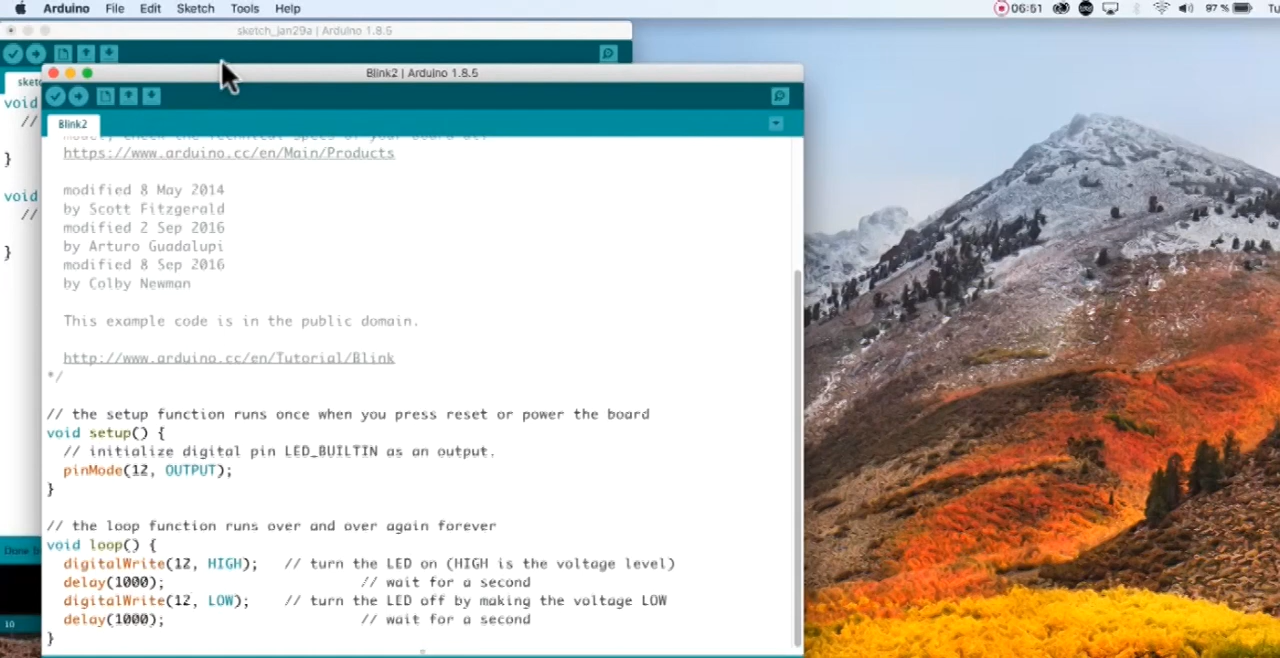 Arduino File Edit Sketch Tools Help
06:51 97 % Tu
sketch_jan29a | Arduino 1.8.5
Blink2 | Arduino 1.8.5
void
//
}
void
//
}
10
Blink2
https://www.arduino.cc/en/Main/Products
modified 8 May 2014
by Scott Fitzgerald
modified 2 Sep 2016
by Arturo Guadalupi
modified 8 Sep 2016
by Colby Newman
This example code is in the public domain.
http://www.arduino.cc/en/Tutorial/Blink
*/
// the setup function runs once when you press reset or power the board
void setup() {
// initialize digital pin LED_BUILTIN as an output.
pinMode(12, OUTPUT);
}
// the loop function runs over and over again forever
void loop() {
digitalWrite(12, HIGH); // turn the LED on (HIGH is the voltage level)
delay(1000); // wait for a second
digitalWrite(12, LOW); // turn the LED off by making the voltage LOW
delay(1000); // wait for a second
}